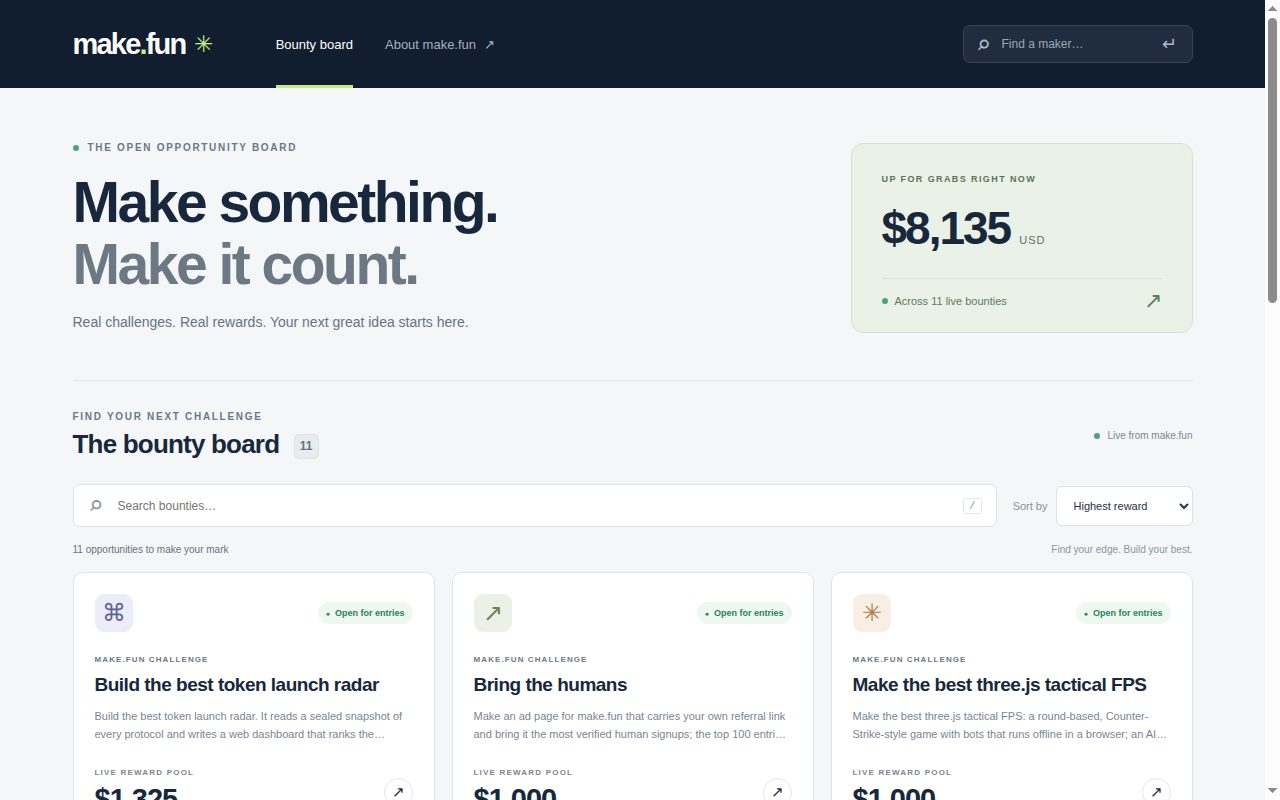 make.fun
Bounty board
About make.fun ↗
Find a maker…
THE OPEN OPPORTUNITY BOARD
Make something.
Make it count.
Real challenges. Real rewards. Your next great idea starts here.
UP FOR GRABS RIGHT NOW
$8,135 USD
Across 11 live bounties ↗
FIND YOUR NEXT CHALLENGE
The bounty board 11
Live from make.fun
Search bounties… /
Sort by Highest reward
11 opportunities to make your mark
Find your edge. Build your best.
Open for entries
MAKE.FUN CHALLENGE
Build the best token launch radar
Build the best token launch radar. It reads a sealed snapshot of
every protocol and writes a web dashboard that ranks the…
LIVE REWARD POOL
$1,325
Open for entries
MAKE.FUN CHALLENGE
Bring the humans
Make an ad page for make.fun that carries your own referral link
and bring it the most verified human signups; the top 100 entri…
LIVE REWARD POOL
$1,000
Open for entries
MAKE.FUN CHALLENGE
Make the best three.js tactical FPS
Make the best three.js tactical FPS: a round-based, Counter-
Strike-style game with bots that runs offline in a browser; an AI…
LIVE REWARD POOL
$1,000